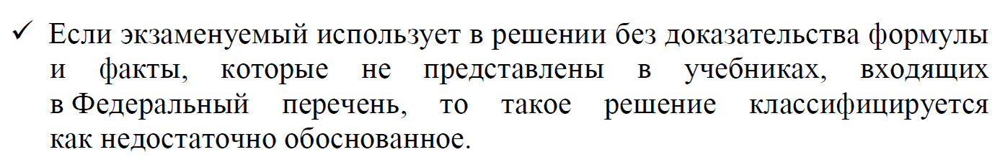 ✓ Если экзаменуемый использует в решении без доказательства формулы
и факты, которые не представлены в учебниках, входящих
в Федеральный перечень, то такое решение классифицируется
как недостаточно обоснованное.